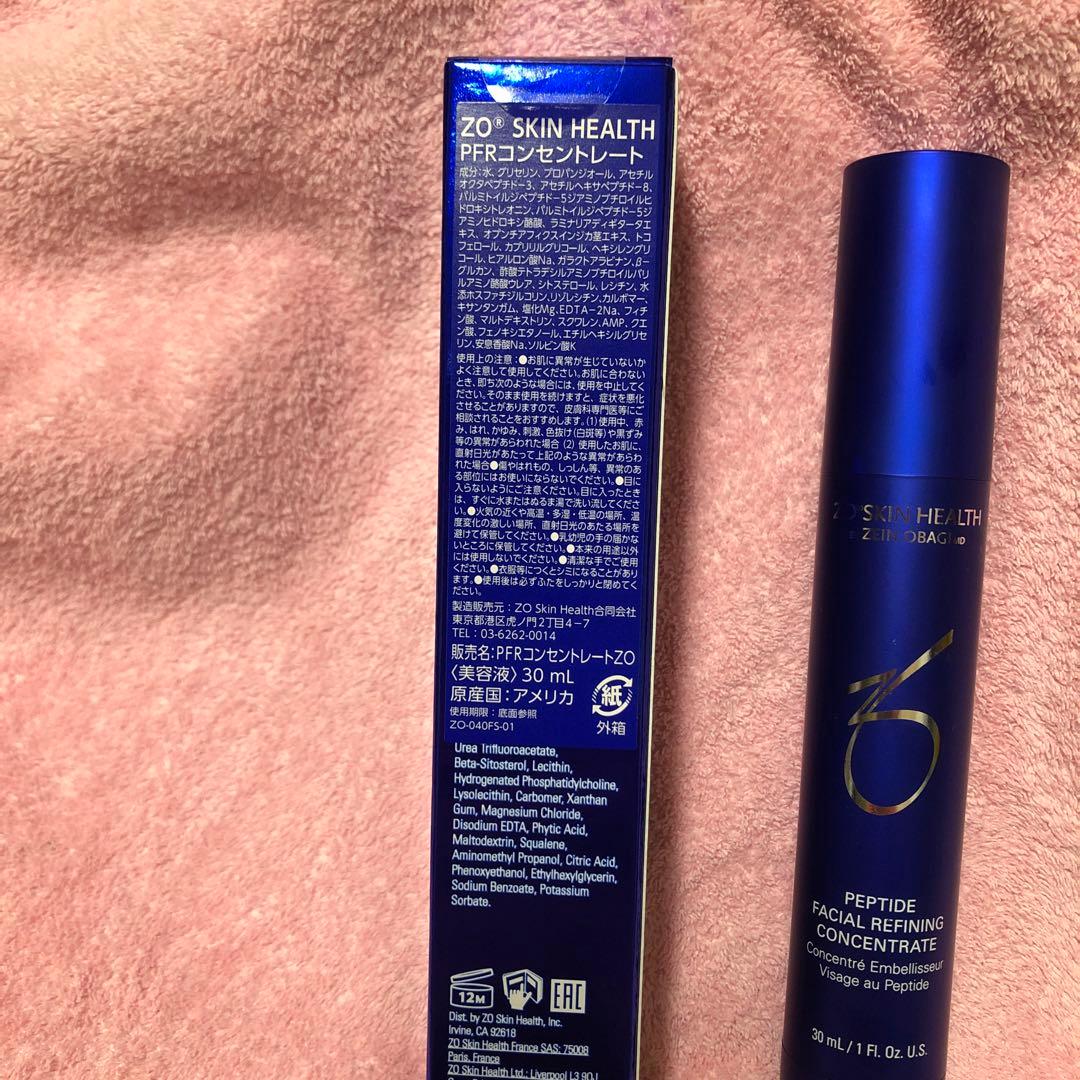 ZO® SKIN HEALTH
PFRコンセントレート
成分:水、グリセリン、プロパンジオール、アセチル
オクタペプチド-3、アセチルヘキサペプチド-8、
パルミトイルジペプチド-5ジアミノブチロイルヒ
ドロキシトレオニン、パルミトイルジペプチド-5ジ
アミノヒドロキシ酪酸、ラミナリアディギタータエ
キス、オプンチアフィクスインジカ茎エキス、トコ
フェロール、カプリリルグリコール、ヘキシレングリ
コール、ヒアルロン酸Na、ガラクトアラビナン、β-
グルカン、酢酸テトラデシルアミノブチロイルバリ
ルアミノ酪酸ウレア、シトステロール、レシチン、水
添ホスファチジルコリン、リゾレシチン、カルボマー、
キサンタンガム、塩化Mg、EDTA-2Na、フィチ
ン酸、マルトデキストリン、スクワレン、AMP、クエ
ン酸、フェノキシエタノール、エチルヘキシルグリセ
リン、安息香酸Na、ソルビン酸K
使用上の注意:●お肌に異常が生じていないか
よく注意して使用してください。お肌に合わない
とき、即ち次のような場合には、使用を中止してく
ださい。そのまま使用を続けますと、症状を悪化
させることがありますので、皮膚科専門医等にご
相談されることをおすすめします。(1)使用中、赤
み、はれ、かゆみ、刺激、色抜け(白斑等)や黒ずみ
等の異常があらわれた場合 (2) 使用したお肌に、
直射日光があたって上記のような異常があらわ
れた場合●傷やはれもの、しっしん等、異常のあ
る部位にはお使いにならないでください。●目に
入らないようにご注意ください。目に入ったとき
は、すぐに水またはぬるま湯で洗い流してくださ
い。●火気の近くや高温・多湿・低温の場所、温
度変化の激しい場所、直射日光のあたる場所を
避けて保管してください。●乳幼児の手の届かな
いところに保管してください。●本来の用途以外
には使用しないでください。●清潔な手でご使用
ください。●衣服等につくとシミになることがあり
ます。●使用後は必ずふたをしっかりと閉めてく
ださい。
製造販売元:ZO Skin Health合同会社
東京都港区虎ノ門2丁目4-7
TEL:03-6262-0014
販売名:PFRコンセントレートZO
〈美容液〉30 mL
原産国:アメリカ
紙
外箱
使用期限:底面参照
ZO-040FS-01
Urea Trifluoroacetate,
Beta-Sitosterol, Lecithin,
Hydrogenated Phosphatidylcholine,
Lysolecithin, Carbomer, Xanthan
Gum, Magnesium Chloride,
Disodium EDTA, Phytic Acid,
Maltodextrin, Squalene,
Aminomethyl Propanol, Citric Acid,
Phenoxyethanol, Ethylhexylglycerin,
Sodium Benzoate, Potassium
Sorbate.
12M
EAC
Dist. by ZO Skin Health, Inc.
Irvine, CA 92618
ZO Skin Health France SAS: 75008
Paris, France
ZO Skin Health Ltd.: Liverpool L3 9QJ
ZO® SKIN HEALTH
ZEIN OBAGI MD
PEPTIDE
FACIAL REFINING
CONCENTRATE
Concentré Embellisseur
Visage au Peptide
30 mL / 1 Fl. Oz. U.S.